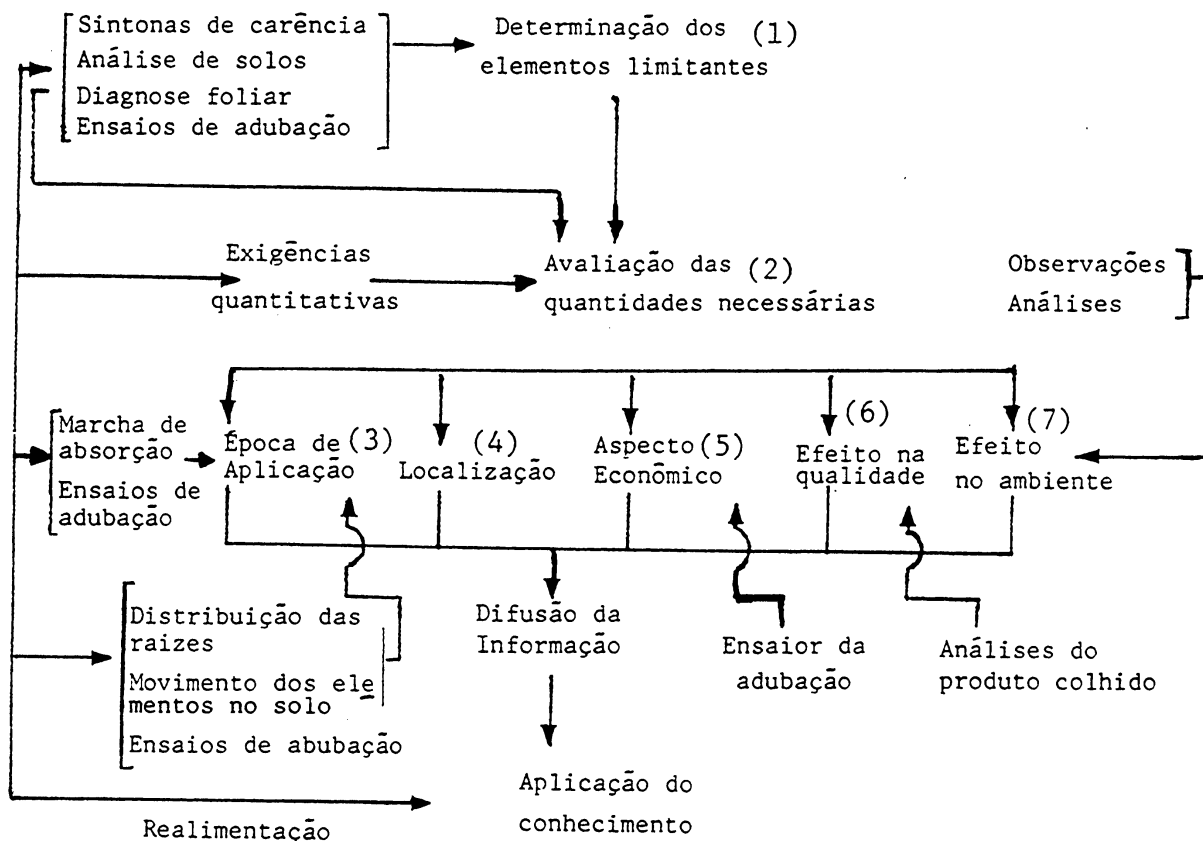 Sintonas de carência
Análise de solos
Diagnose foliar
Ensaios de adubação
Determinação dos (1)
elementos limitantes
Exigências
quantitativas
Avaliação das (2)
quantidades necessárias
Observações
Análises
Marcha de
absorção
Ensaios de
adubação
Época de (3)
Aplicação
(4)
Localização
Aspecto (5)
Econômico
(6)
Efeito na
qualidade
(7)
Efeito
no ambiente
Distribuição das
raizes
Movimento dos ele
mentos no solo
Ensaios de abubação
Difusão da
Informação
Ensaior da
adubação
Análises do
produto colhido
Aplicação do
conhecimento
Realimentação